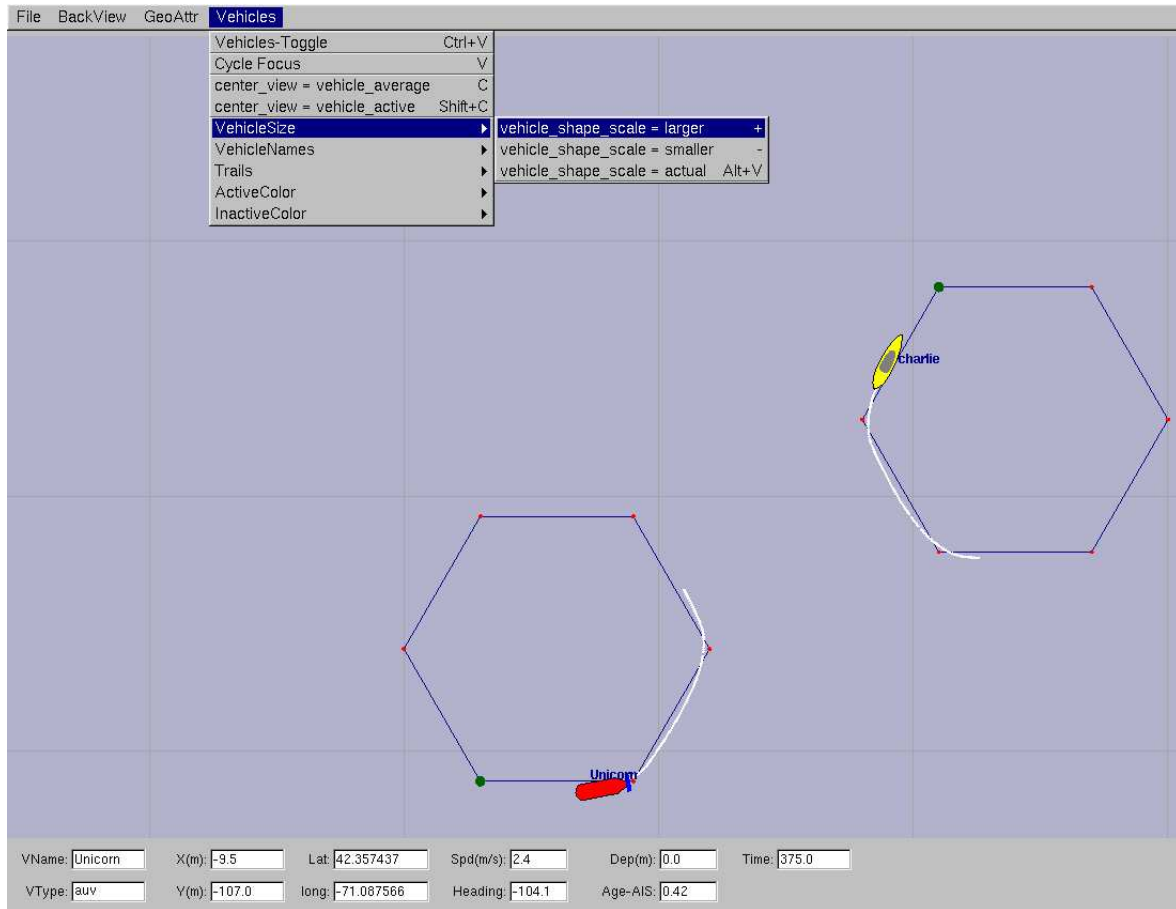 File BackView GeoAttr Vehicles
Vehicles-Toggle Ctrl+V
Cycle Focus V
center_view = vehicle_average C
center_view = vehicle_active Shift+C
VehicleSize
vehicle_shape_scale = larger +
VehicleNames
vehicle_shape_scale = smaller -
Trails
vehicle_shape_scale = actual Alt+V
ActiveColor
InactiveColor
charlie
Unicorn
VName: Unicorn X(m): -9.5 Lat: 42.357437 Spd(m/s): 2.4 Dep(m): 0.0 Time: 375.0
VType: auv Y(m): -107.0 long: -71.087566 Heading: -104.1 Age-AIS: 0.42